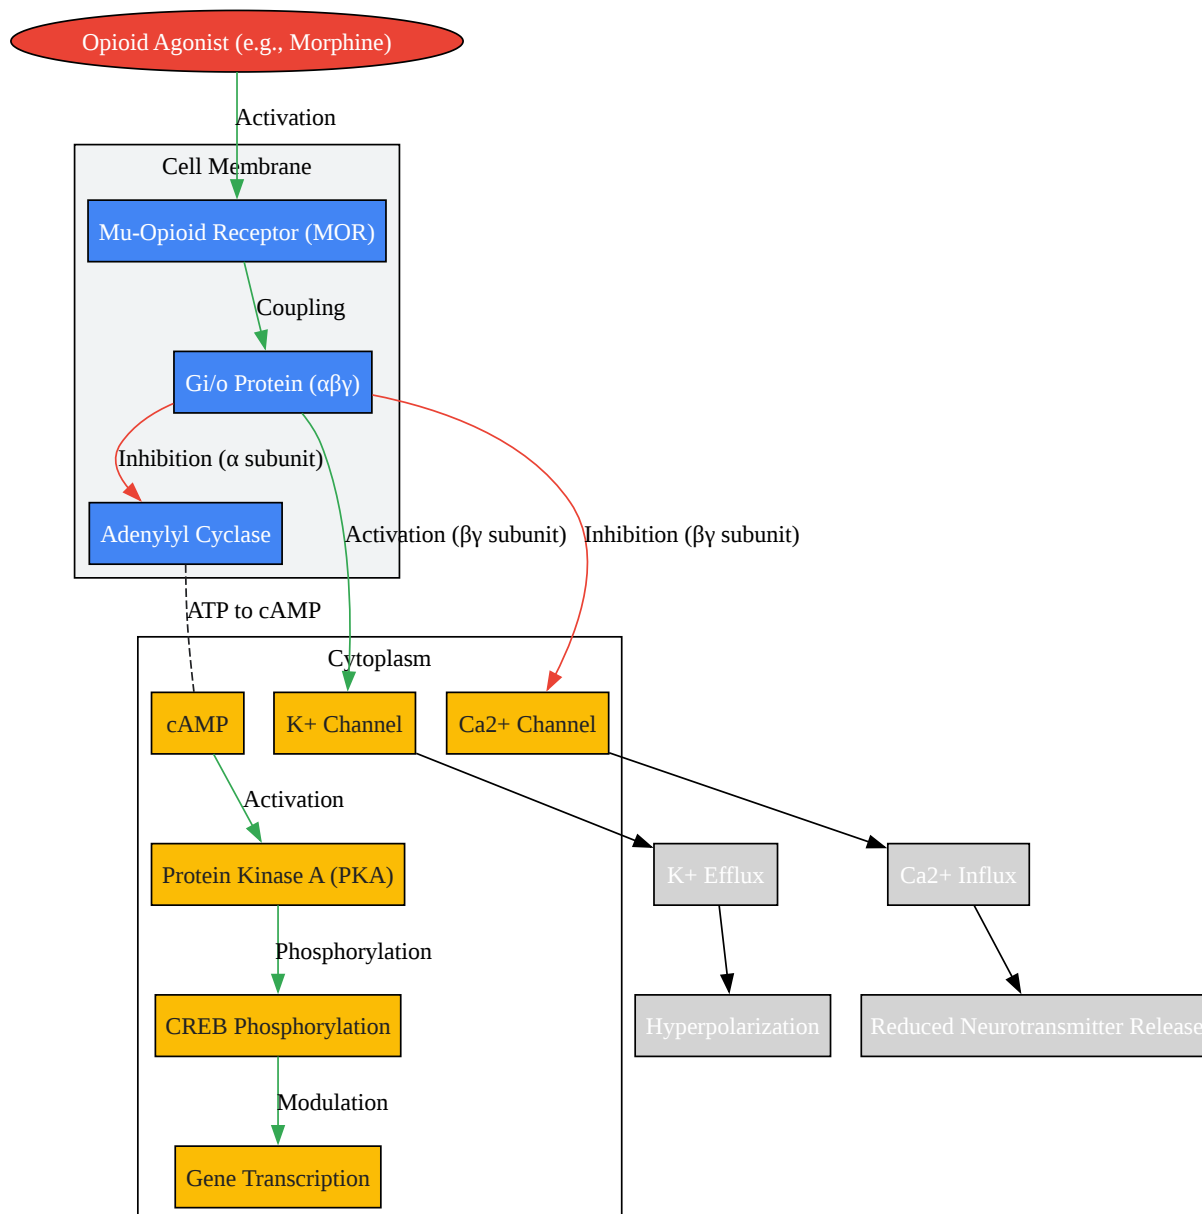 Opioid Agonist (e.g., Morphine)
Activation
Cell Membrane
Mu-Opioid Receptor (MOR)
Coupling
Gi/o Protein (αβγ)
Inhibition (α subunit)
Adenylyl Cyclase
Activation (βγ subunit)
Inhibition (βγ subunit)
ATP to cAMP
Cytoplasm
cAMP
K+ Channel
Ca2+ Channel
Activation
Protein Kinase A (PKA)
K+ Efflux
Ca2+ Influx
Phosphorylation
CREB Phosphorylation
Hyperpolarization
Reduced Neurotransmitter Release
Modulation
Gene Transcription